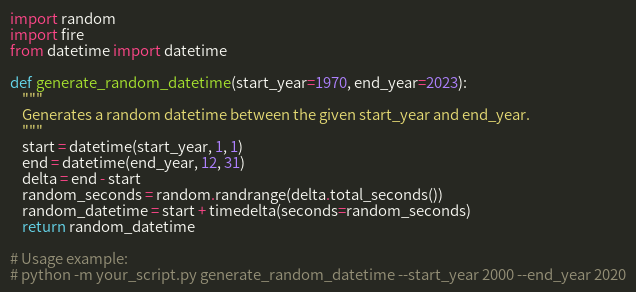 import random
import fire
from datetime import datetime

def generate_random_datetime(start_year=1970, end_year=2023):
    """
    Generates a random datetime between the given start_year and end_year.
    """
    start = datetime(start_year, 1, 1)
    end = datetime(end_year, 12, 31)
    delta = end - start
    random_seconds = random.randrange(delta.total_seconds())
    random_datetime = start + timedelta(seconds=random_seconds)
    return random_datetime

# Usage example:
# python -m your_script.py generate_random_datetime --start_year 2000 --end_year 2020